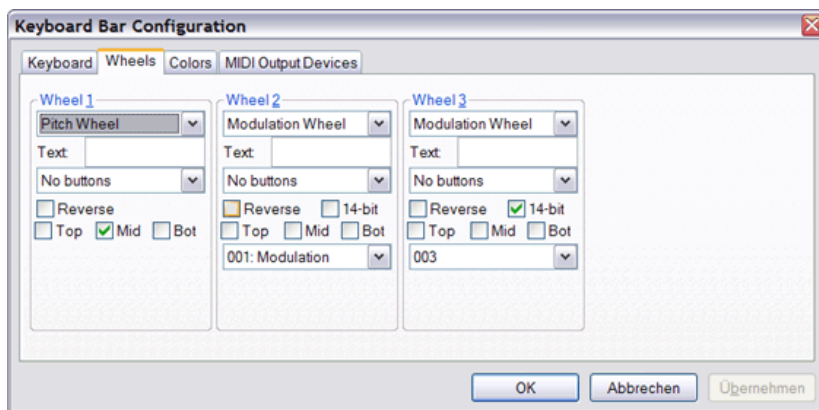 Keyboard Bar Configuration
Keyboard Wheels Colors MIDI Output Devices
Wheel 1
Pitch Wheel
Text:
No buttons
Reverse
Top Mid Bot
Wheel 2
Modulation Wheel
Text:
No buttons
Reverse 14-bit
Top Mid Bot
001: Modulation
Wheel 3
Modulation Wheel
Text:
No buttons
Reverse 14-bit
Top Mid Bot
003
OK Abbrechen Übernehmen